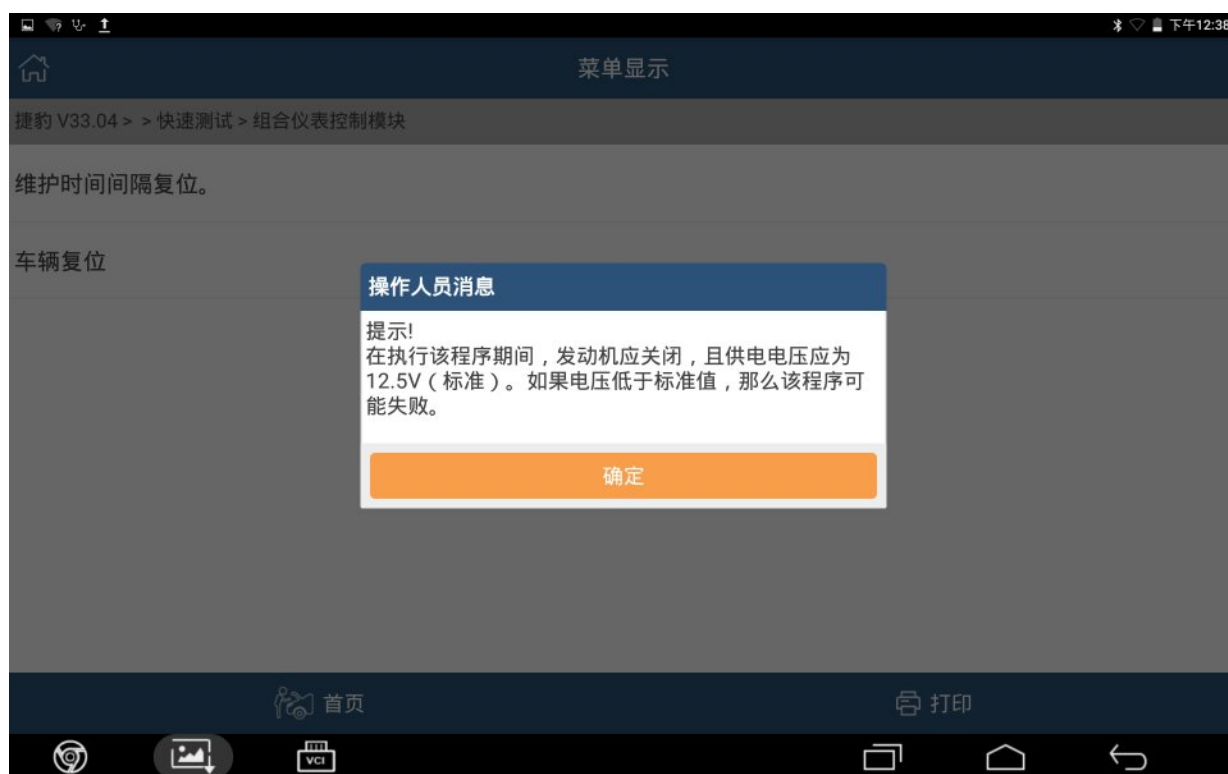 下午12:38
菜单显示
捷豹 V33.04 > > 快速测试 > 组合仪表控制模块
维护时间间隔复位。
车辆复位
操作人员消息
提示!
在执行该程序期间，发动机应关闭，且供电电压应为
12.5V（标准）。如果电压低于标准值，那么该程序可
能失败。
确定
首页
打印
VCI